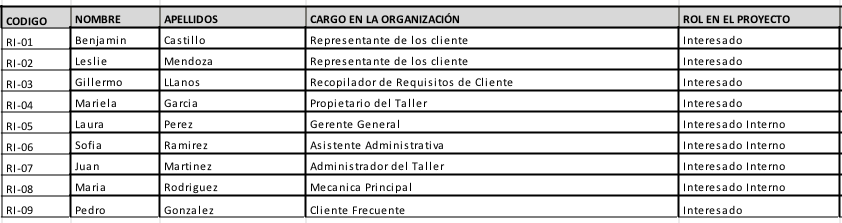 CODIGO NOMBRE APELLIDOS CARGO EN LA ORGANIZACIÓN ROL EN EL PROYECTO
RI-01 Benjamin Castillo Representante de los cliente Interesado
RI-02 Leslie Mendoza Representante de los cliente Interesado
RI-03 Gillermo LLanos Recopilador de Requisitos de Cliente Interesado
RI-04 Mariela Garcia Propietario del Taller Interesado
RI-05 Laura Perez Gerente General Interesado Interno
RI-06 Sofia Ramirez Asistente Administrativa Interesado Interno
RI-07 Juan Martinez Administrador del Taller Interesado Interno
RI-08 Maria Rodriguez Mecanica Principal Interesado Interno
RI-09 Pedro Gonzalez Cliente Frecuente Interesado